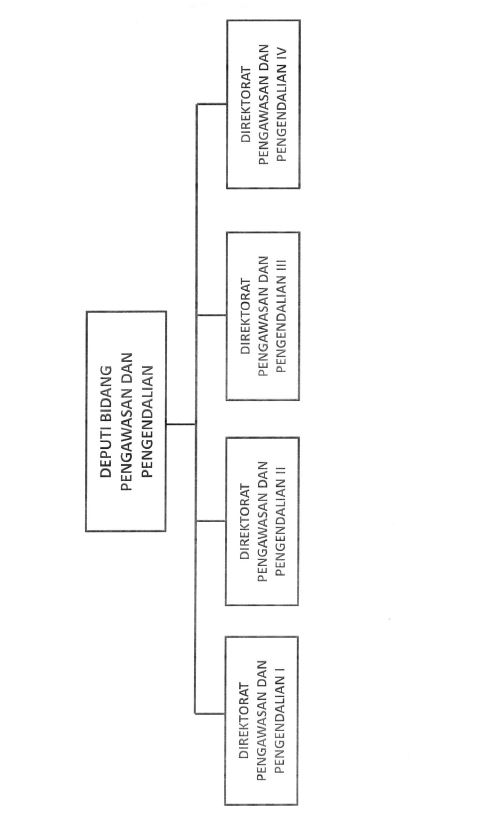 DEPUTI BIDANG
PENGAWASAN DAN
PENGENDALIAN
DIREKTORAT
PENGAWASAN DAN
PENGENDALIAN I
DIREKTORAT
PENGAWASAN DAN
PENGENDALIAN II
DIREKTORAT
PENGAWASAN DAN
PENGENDALIAN III
DIREKTORAT
PENGAWASAN DAN
PENGENDALIAN IV